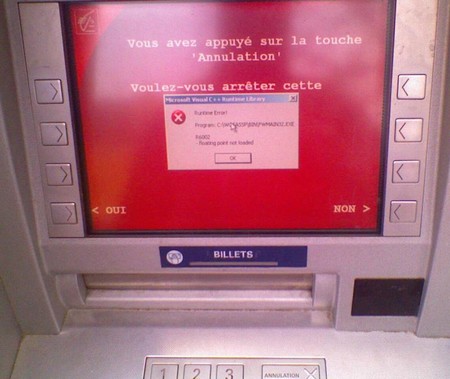 Vous avez appuyé sur la touche
'Annulation'
Voulez-vous arrêter cette
Microsoft Visual C++ Runtime Library
Runtime Error!
Program:
R6002
- floating point not loaded
OK
< OUI
NON >
BILLETS
1 2 3
ANNULATION